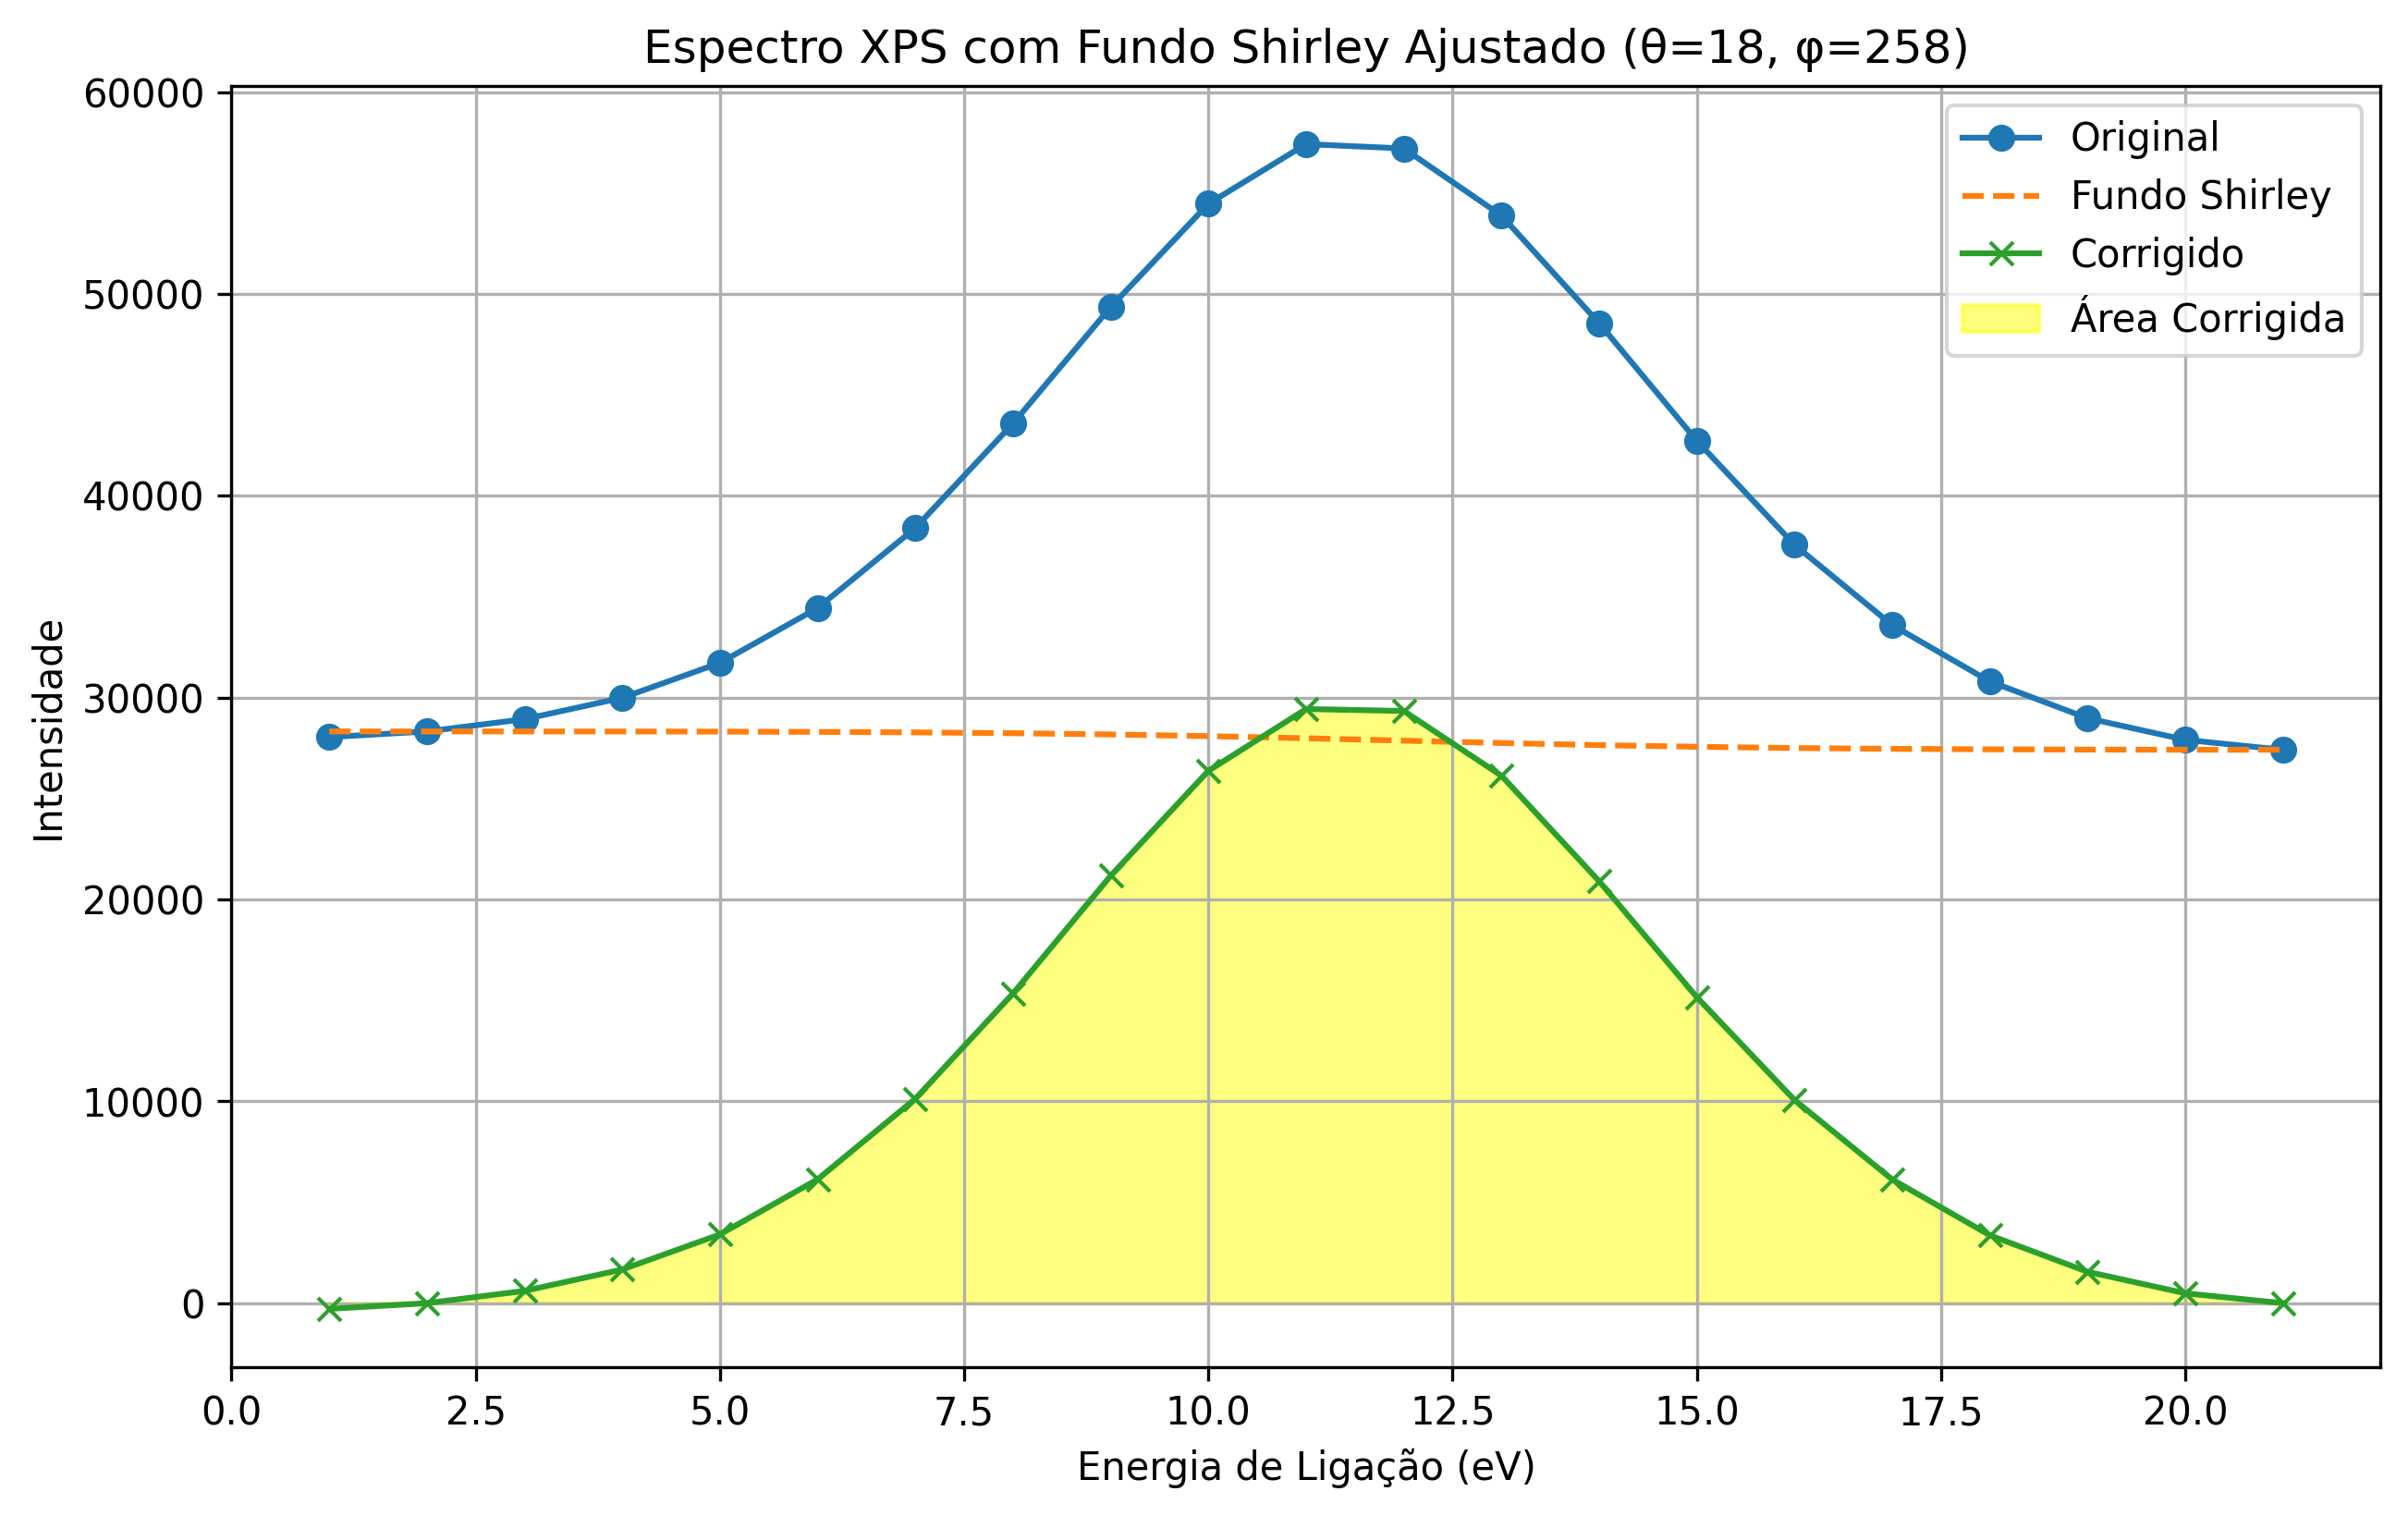 Espectro XPS com Fundo Shirley Ajustado (θ=18, φ=258)
60000
50000
40000
30000
20000
10000
0
Intensidade
Original
Fundo Shirley
Corrigido
Área Corrigida
0.0 2.5 5.0 7.5 10.0 12.5 15.0 17.5 20.0
Energia de Ligação (eV)